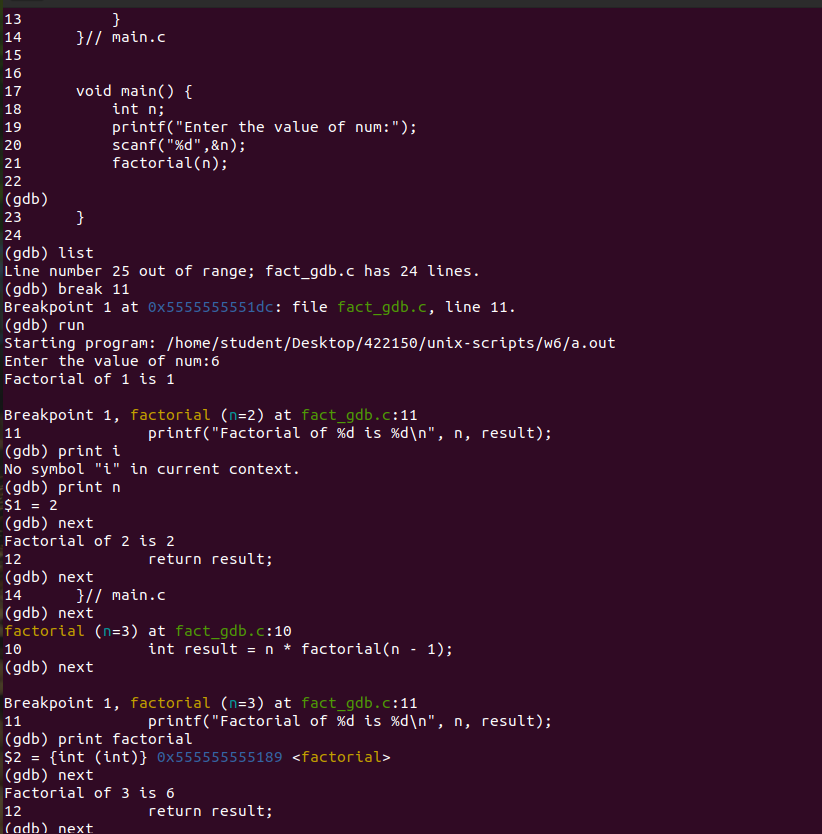 13          }
14      }// main.c
15
16
17      void main() {
18          int n;
19          printf("Enter the value of num:");
20          scanf("%d",&n);
21          factorial(n);
22
(gdb)
23      }
24
(gdb) list
Line number 25 out of range; fact_gdb.c has 24 lines.
(gdb) break 11
Breakpoint 1 at 0x5555555551dc: file fact_gdb.c, line 11.
(gdb) run
Starting program: /home/student/Desktop/422150/unix-scripts/w6/a.out
Enter the value of num:6
Factorial of 1 is 1

Breakpoint 1, factorial (n=2) at fact_gdb.c:11
11              printf("Factorial of %d is %d\n", n, result);
(gdb) print i
No symbol "i" in current context.
(gdb) print n
$1 = 2
(gdb) next
Factorial of 2 is 2
12              return result;
(gdb) next
14      }// main.c
(gdb) next
factorial (n=3) at fact_gdb.c:10
10              int result = n * factorial(n - 1);
(gdb) next

Breakpoint 1, factorial (n=3) at fact_gdb.c:11
11              printf("Factorial of %d is %d\n", n, result);
(gdb) print factorial
$2 = {int (int)} 0x555555555189 <factorial>
(gdb) next
Factorial of 3 is 6
12              return result;
(gdb) next